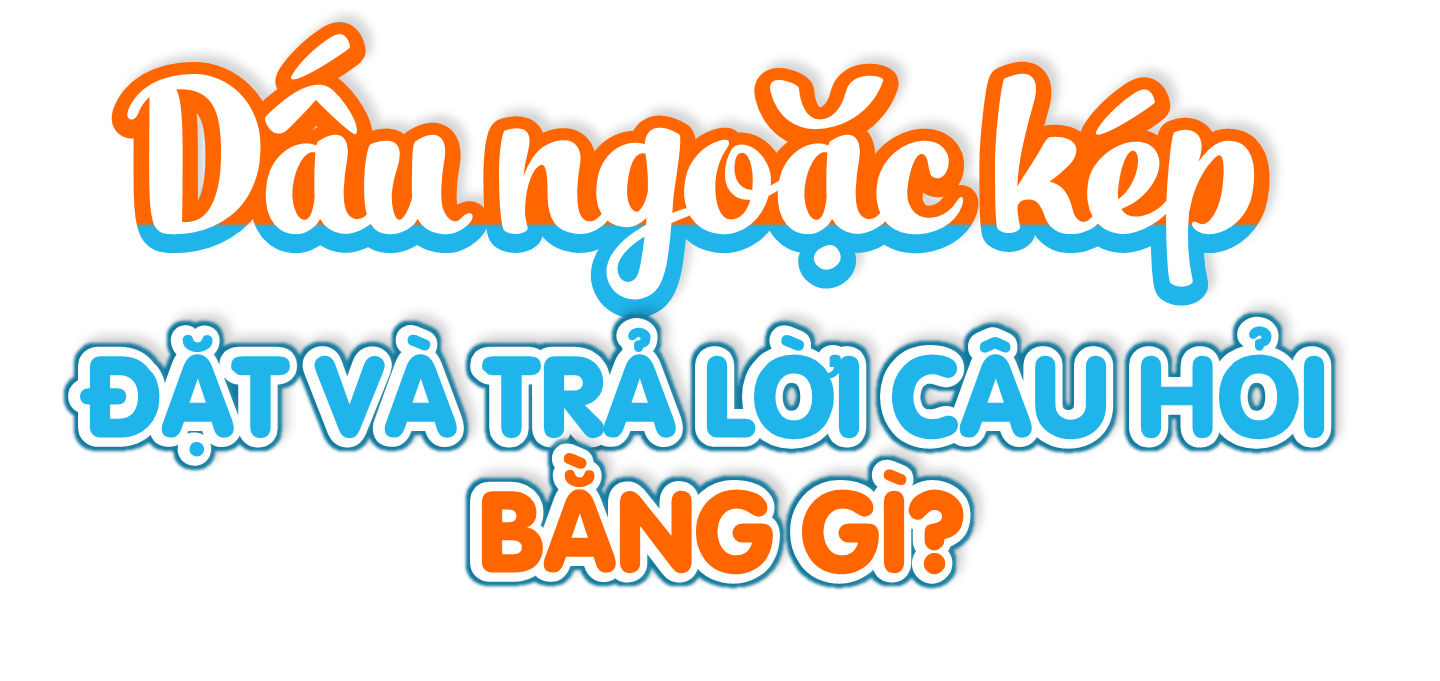 Dấu ngoặc kép
ĐẶT VÀ TRẢ LỜI CÂU HỎI
BẰNG GÌ?